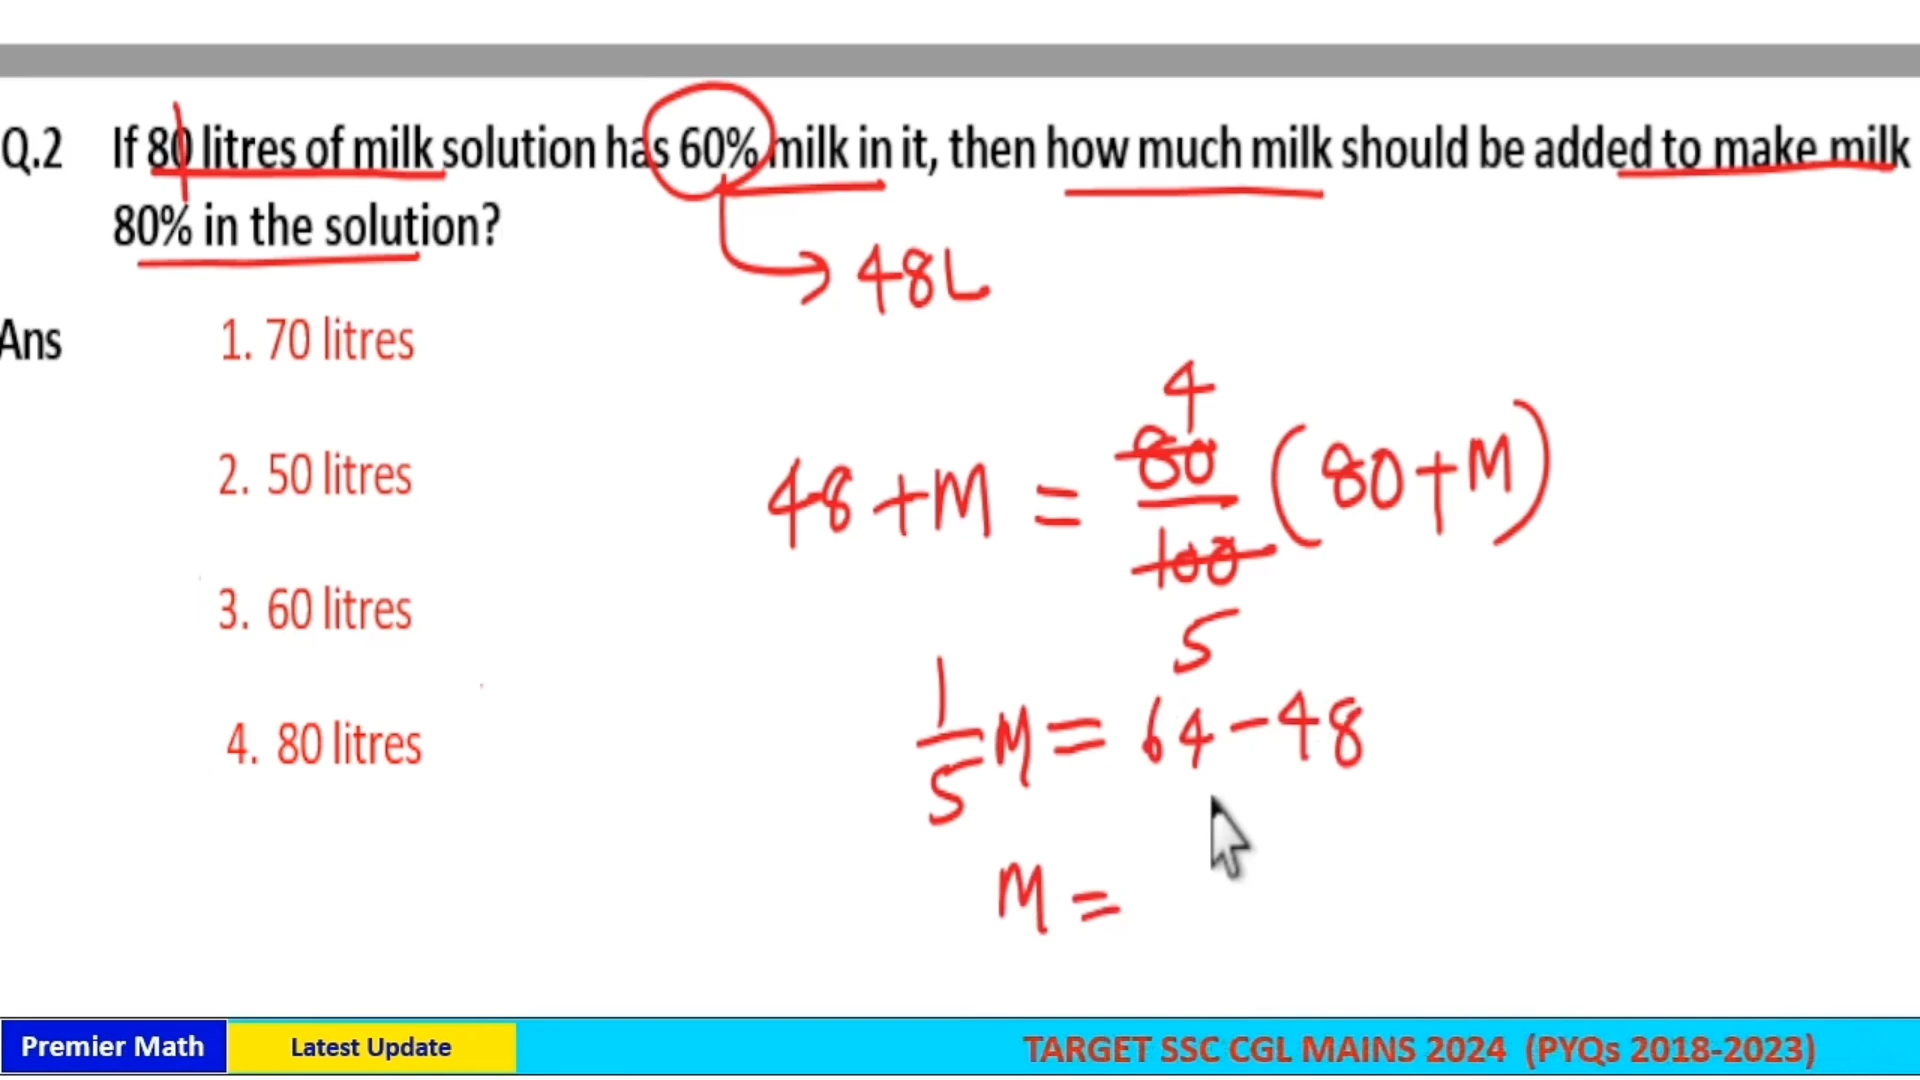 Q.2 If 80 litres of milk solution has 60% milk in it, then how much milk should be added to make milk
80% in the solution?
48L
Ans 1. 70 litres
2. 50 litres
3. 60 litres
4. 80 litres
4
48 + M = 80/100 (80 + M)
5
1/5 M = 64 - 48
M =
Premier Math Latest Update TARGET SSC CGL MAINS 2024 (PYQs 2018-2023)